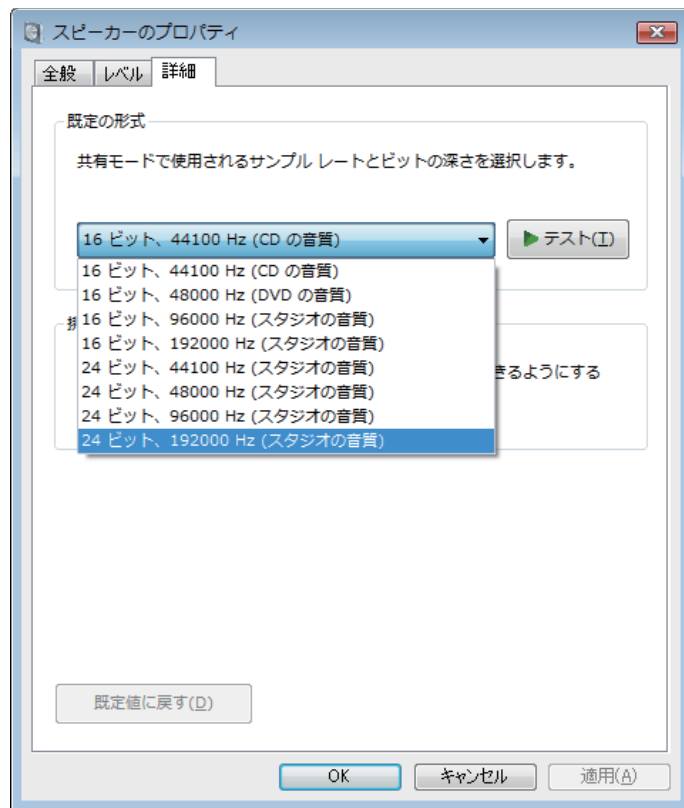 スピーカーのプロパティ
全般 レベル 詳細
既定の形式
共有モードで使用されるサンプル レートとビットの深さを選択します。
16 ビット、44100 Hz (CD の音質)
テスト(T)
16 ビット、44100 Hz (CD の音質)
16 ビット、48000 Hz (DVD の音質)
16 ビット、96000 Hz (スタジオの音質)
16 ビット、192000 Hz (スタジオの音質)
24 ビット、44100 Hz (スタジオの音質)
きるようにする
24 ビット、48000 Hz (スタジオの音質)
24 ビット、96000 Hz (スタジオの音質)
24 ビット、192000 Hz (スタジオの音質)
既定値に戻す(D)
OK キャンセル 適用(A)